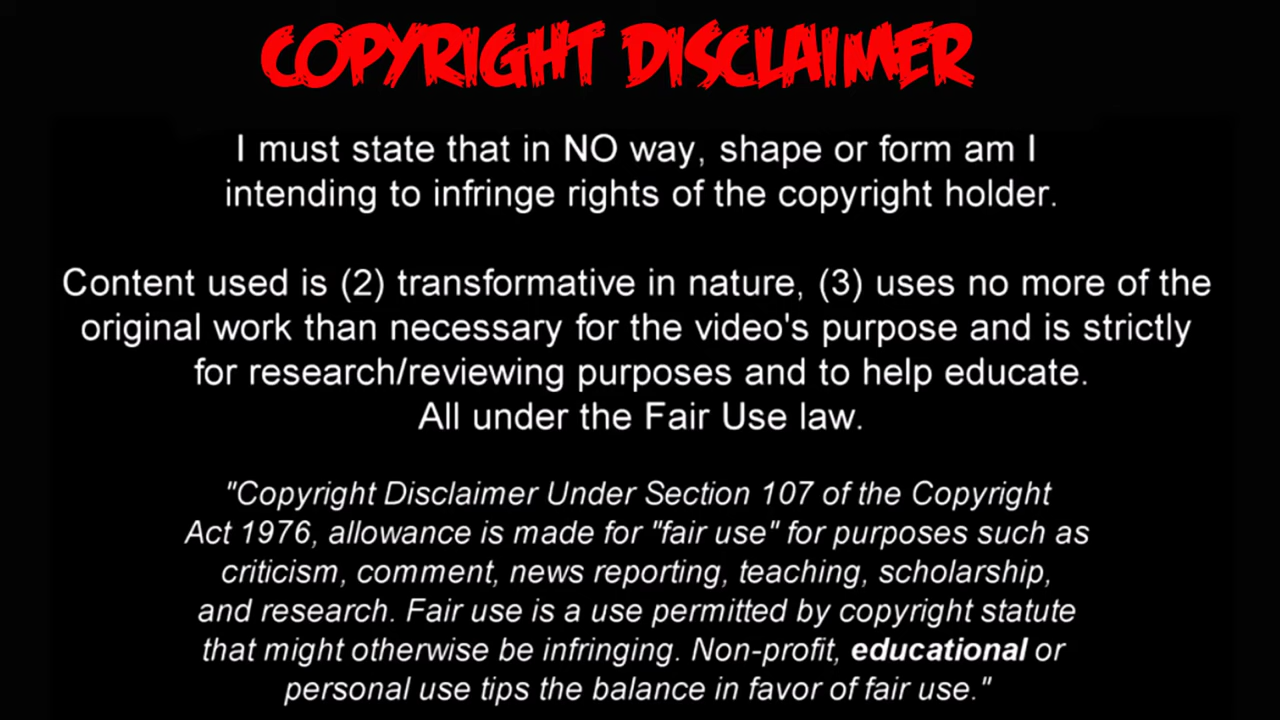 COPYRIGHT DISCLAIMER
I must state that in NO way, shape or form am I
intending to infringe rights of the copyright holder.
Content used is (2) transformative in nature, (3) uses no more of the
original work than necessary for the video's purpose and is strictly
for research/reviewing purposes and to help educate.
All under the Fair Use law.
"Copyright Disclaimer Under Section 107 of the Copyright
Act 1976, allowance is made for "fair use" for purposes such as
criticism, comment, news reporting, teaching, scholarship,
and research. Fair use is a use permitted by copyright statute
that might otherwise be infringing. Non-profit, educational or
personal use tips the balance in favor of fair use."